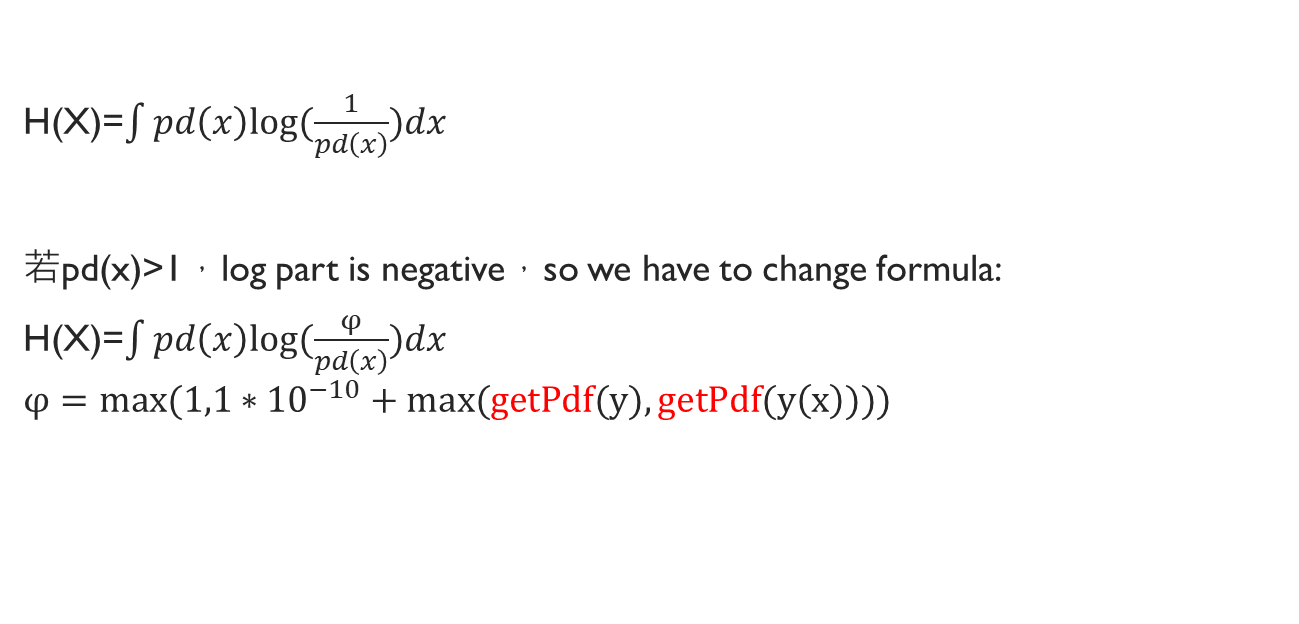 H(X)=∫ pd(x)log(1/pd(x))dx
若pd(x)>1，log part is negative，so we have to change formula:
H(X)=∫ pd(x)log(φ/pd(x))dx
φ = max(1,1 ∗ 10⁻¹⁰ + max(getPdf(y), getPdf(y(x))))